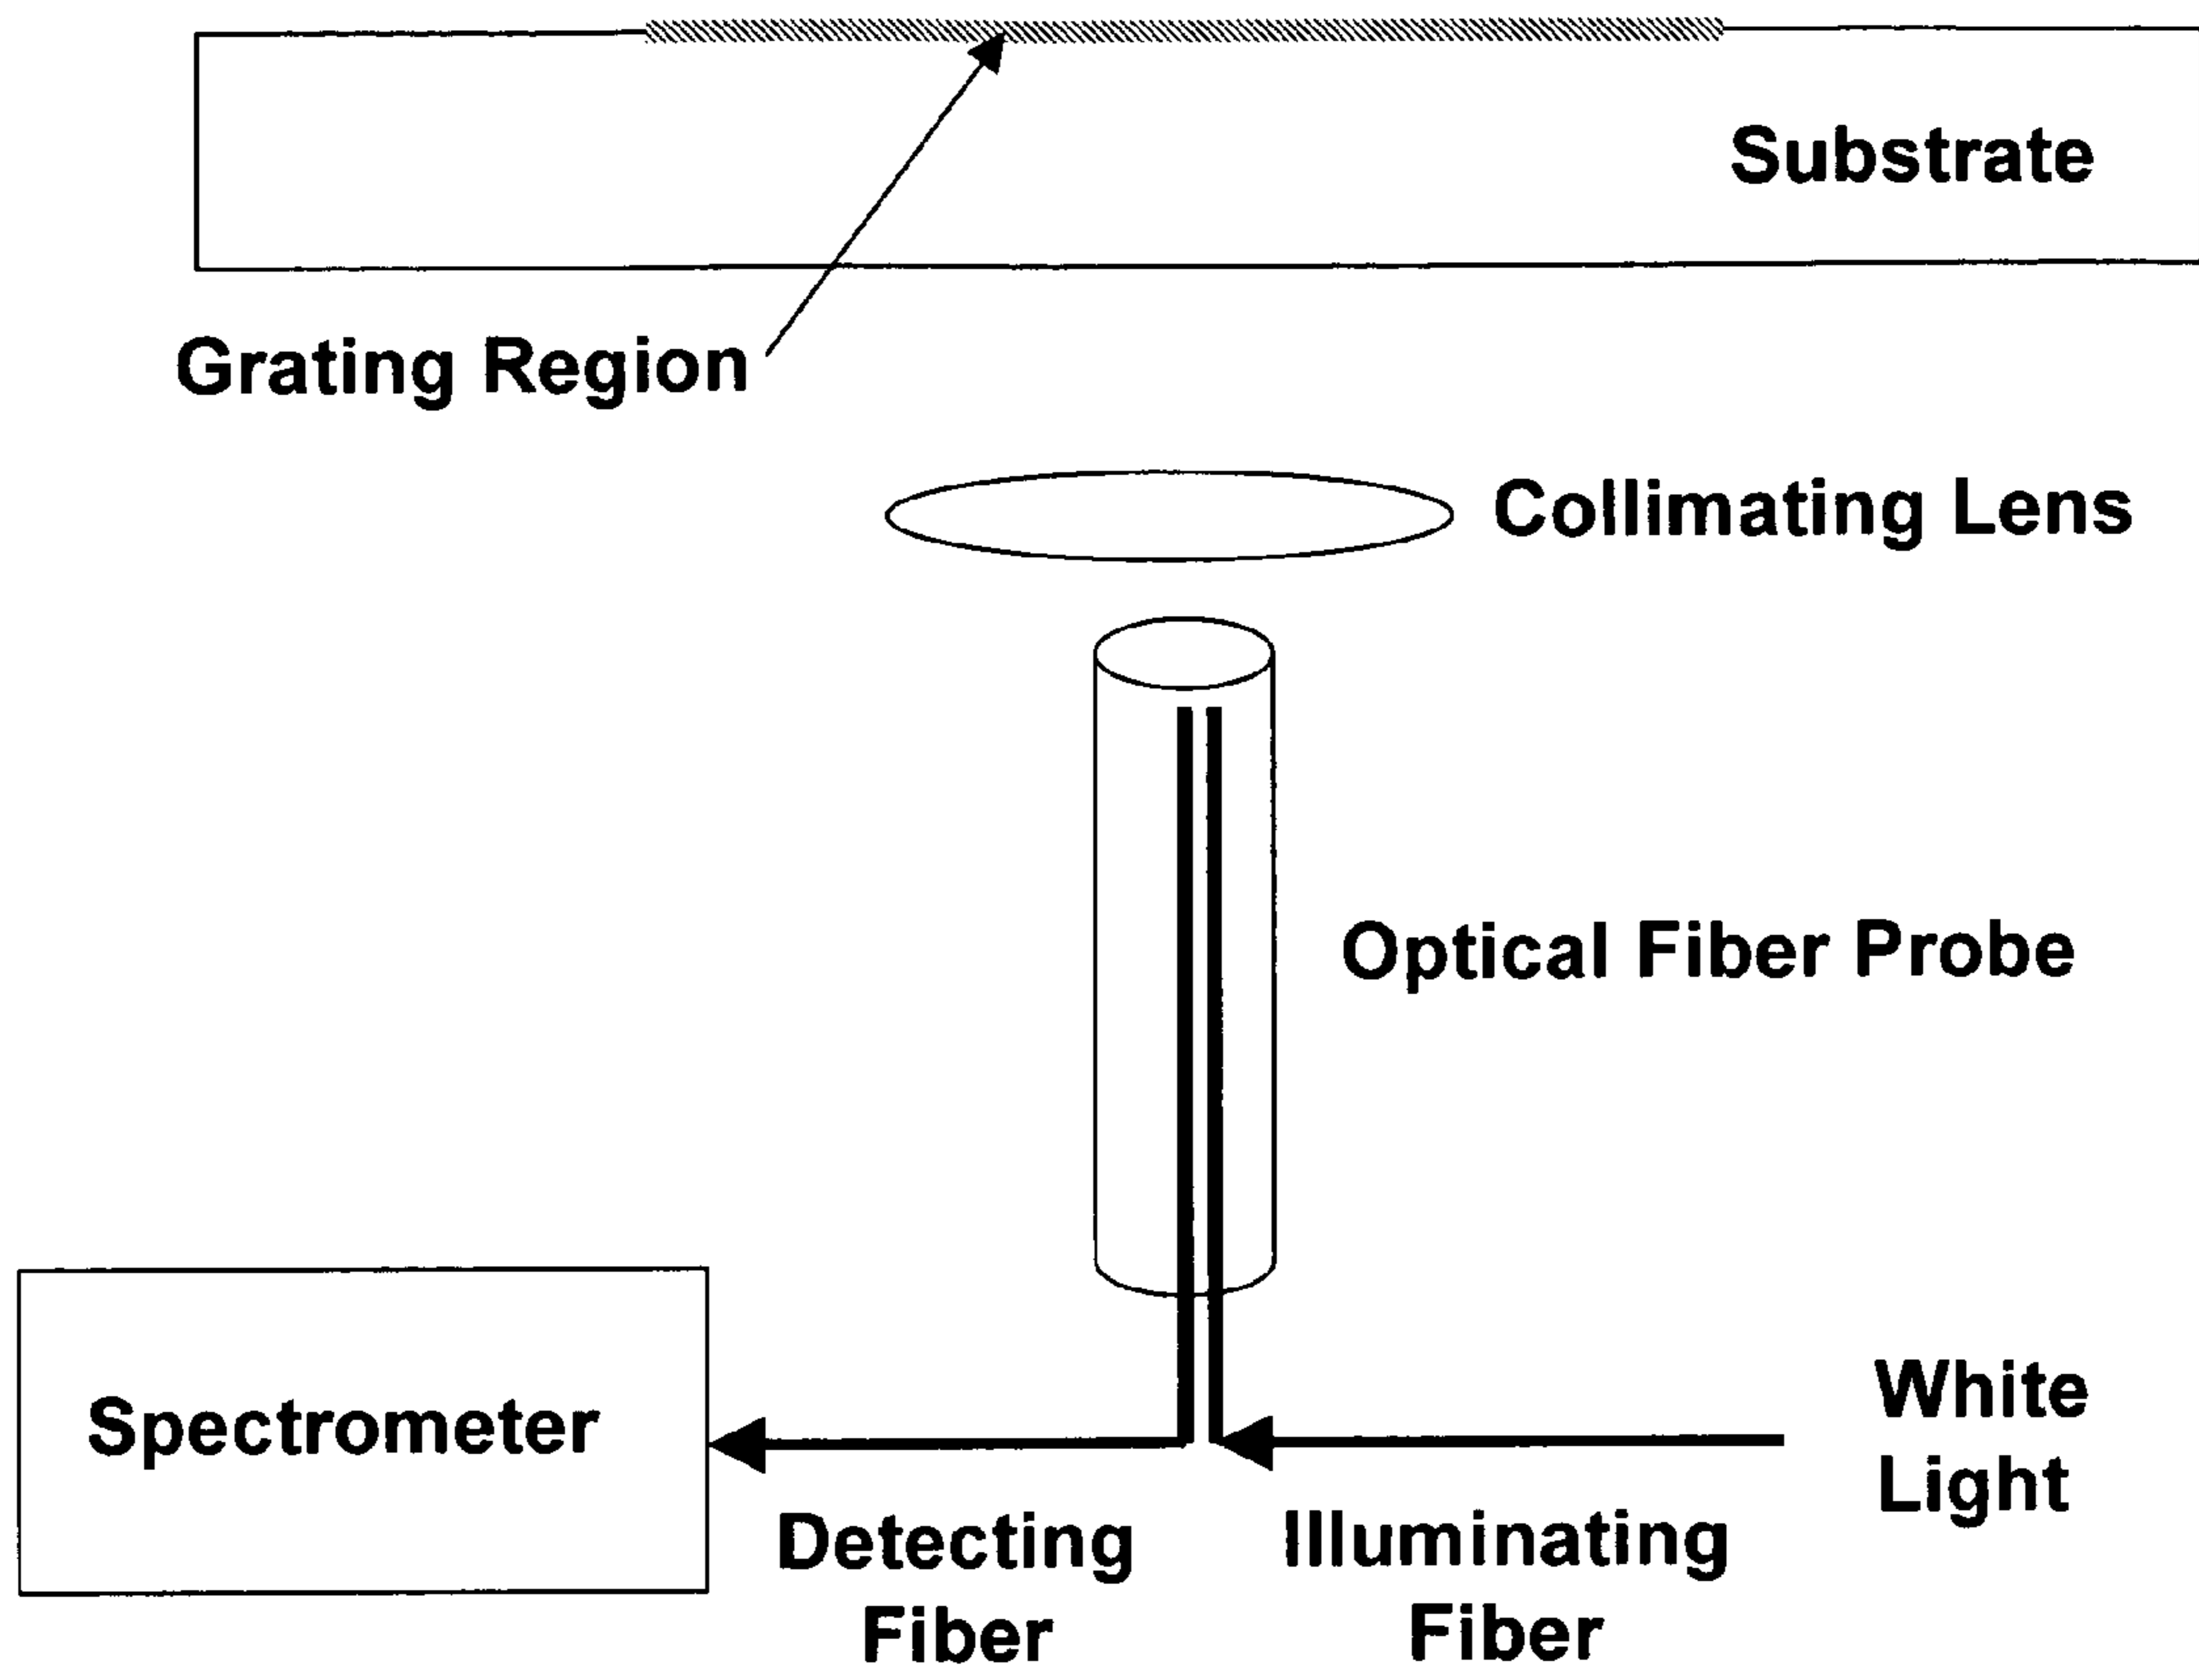 Substrate
Grating Region
Collimating Lens
Optical Fiber Probe
Spectrometer
White
Light
Detecting
Fiber
Illuminating
Fiber